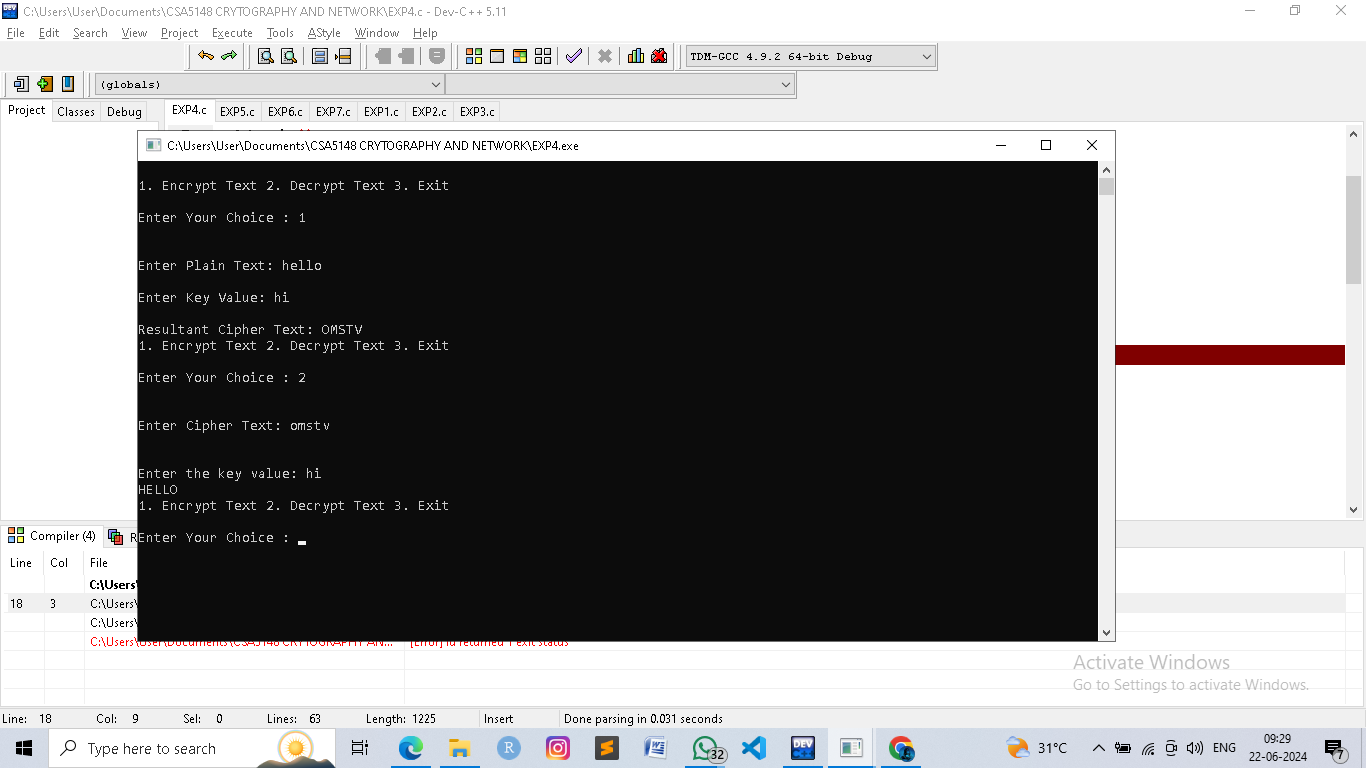 C:\Users\User\Documents\CSA5148 CRYTOGRAPHY AND NETWORK\EXP4.c - Dev-C++ 5.11
File Edit Search View Project Execute Tools AStyle Window Help
TDM-GCC 4.9.2 64-bit Debug
(globals)
Project Classes Debug EXP4.c EXP5.c EXP6.c EXP7.c EXP1.c EXP2.c EXP3.c
C:\Users\User\Documents\CSA5148 CRYTOGRAPHY AND NETWORK\EXP4.exe
1. Encrypt Text 2. Decrypt Text 3. Exit
Enter Your Choice : 1
Enter Plain Text: hello
Enter Key Value: hi
Resultant Cipher Text: OMSTV
1. Encrypt Text 2. Decrypt Text 3. Exit
Enter Your Choice : 2
Enter Cipher Text: omstv
Enter the key value: hi
HELLO
1. Encrypt Text 2. Decrypt Text 3. Exit
Enter Your Choice :
Compiler (4) R
Line Col File
C:\Users\
18 3 C:\Users\
C:\Users\
C:\Users\User\Documents\CSA5148 CRYTOGRAPHY AN... [Error] ld returned 1 exit status
Activate Windows
Go to Settings to activate Windows.
Line: 18 Col: 9 Sel: 0 Lines: 63 Length: 1225 Insert Done parsing in 0.031 seconds
Type here to search
32
31°C
ENG
09:29
22-06-2024
7